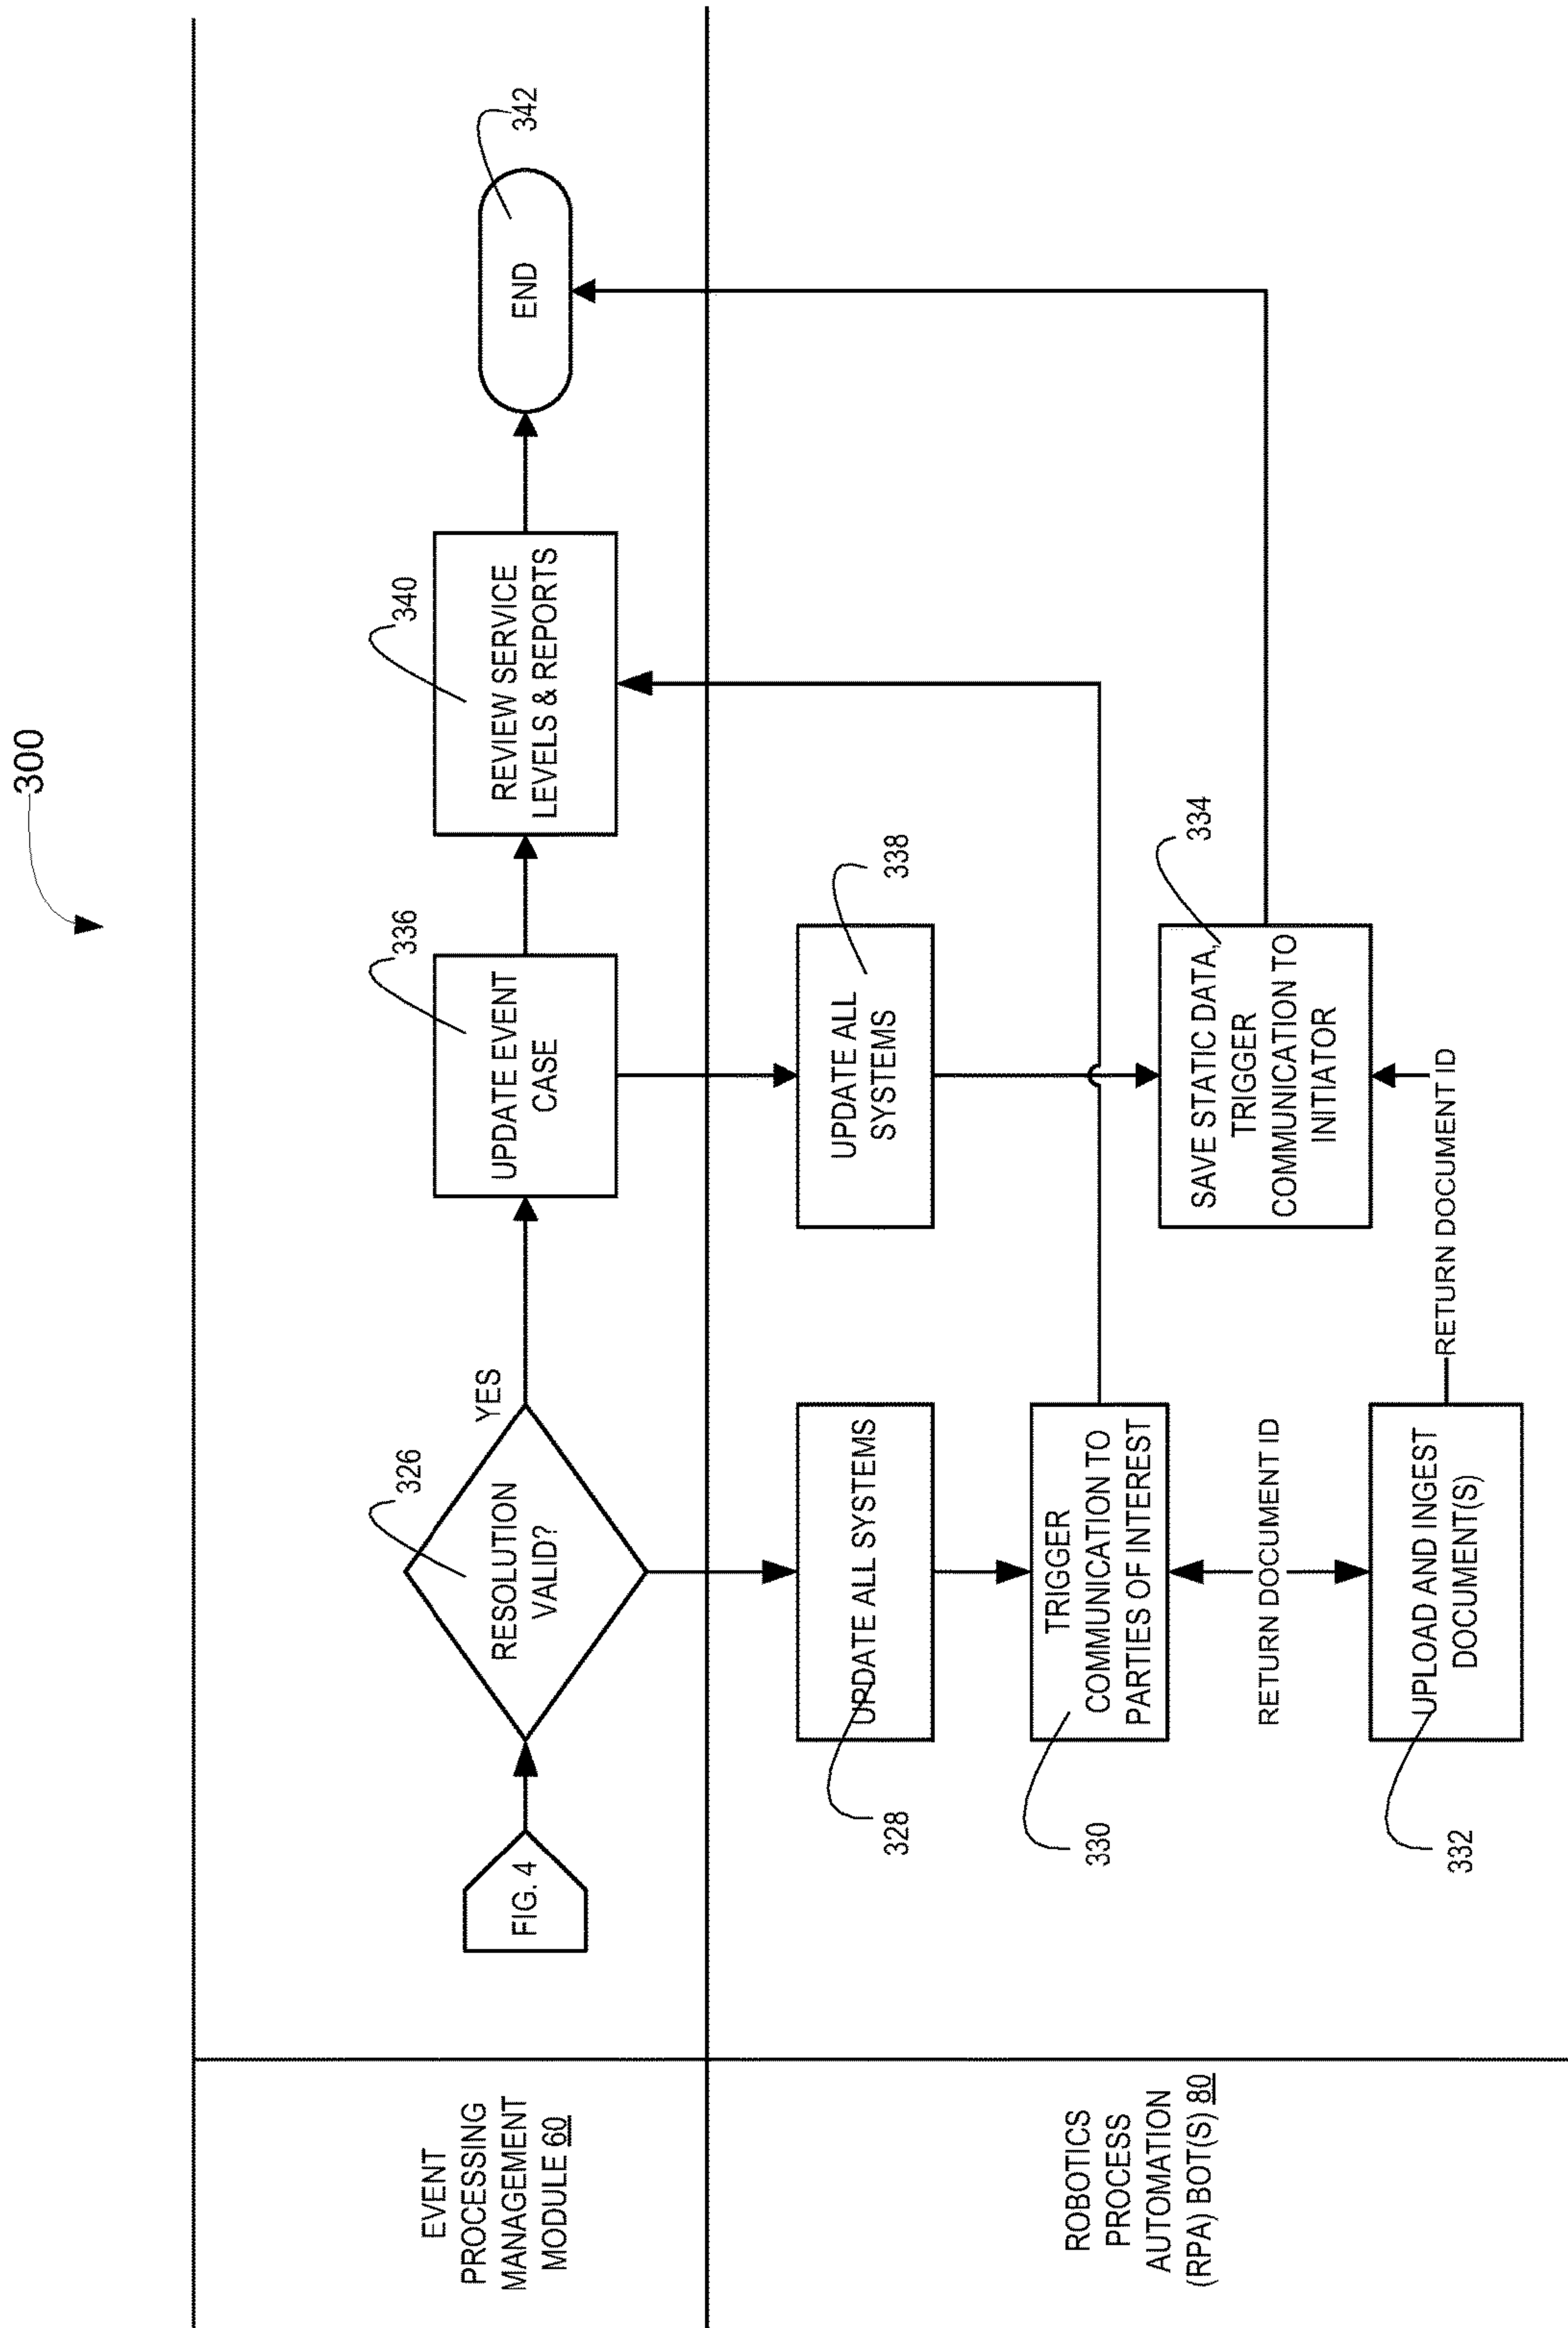 300
EVENT
PROCESSING
MANAGEMENT
MODULE 60
FIG. 4
RESOLUTION
VALID?
326
YES
UPDATE EVENT
CASE
336
REVIEW SERVICE
LEVELS & REPORTS
340
END
342
ROBOTICS
PROCESS
AUTOMATION
(RPA) BOT(S) 80
UPDATE ALL SYSTEMS
328
UPDATE ALL
SYSTEMS
338
TRIGGER
COMMUNICATION TO
PARTIES OF INTEREST
330
SAVE STATIC DATA,
TRIGGER
COMMUNICATION TO
INITIATOR
334
RETURN DOCUMENT ID
UPLOAD AND INGEST
DOCUMENT(S)
332
RETURN DOCUMENT ID